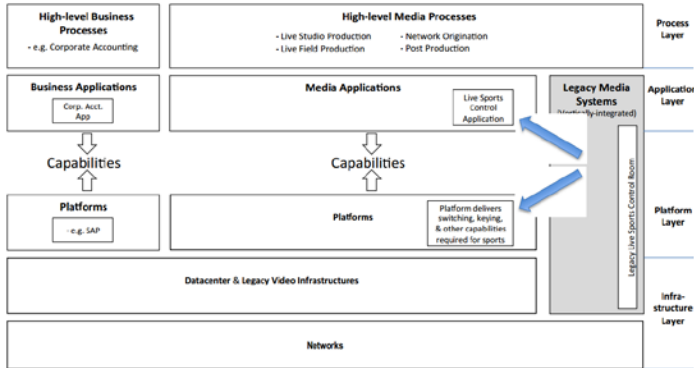 High-level Business
Processes
- e.g. Corporate Accounting
High-level Media Processes
- Live Studio Production
- Live Field Production
- Network Origination
- Post Production
Process
Layer
Business Applications
Corp. Acct.
App
Media Applications
Live Sports
Control
Application
Legacy Media
Systems
(Vertically-integrated)
Application
Layer
Capabilities
Capabilities
Legacy Live Sports Control Room
Platforms
- e.g. SAP
Platforms
Platform delivers
switching, keying,
& other capabilities
required for sports
Platform
Layer
Datacenter & Legacy Video Infrastructures
Infra-
structure
Layer
Networks